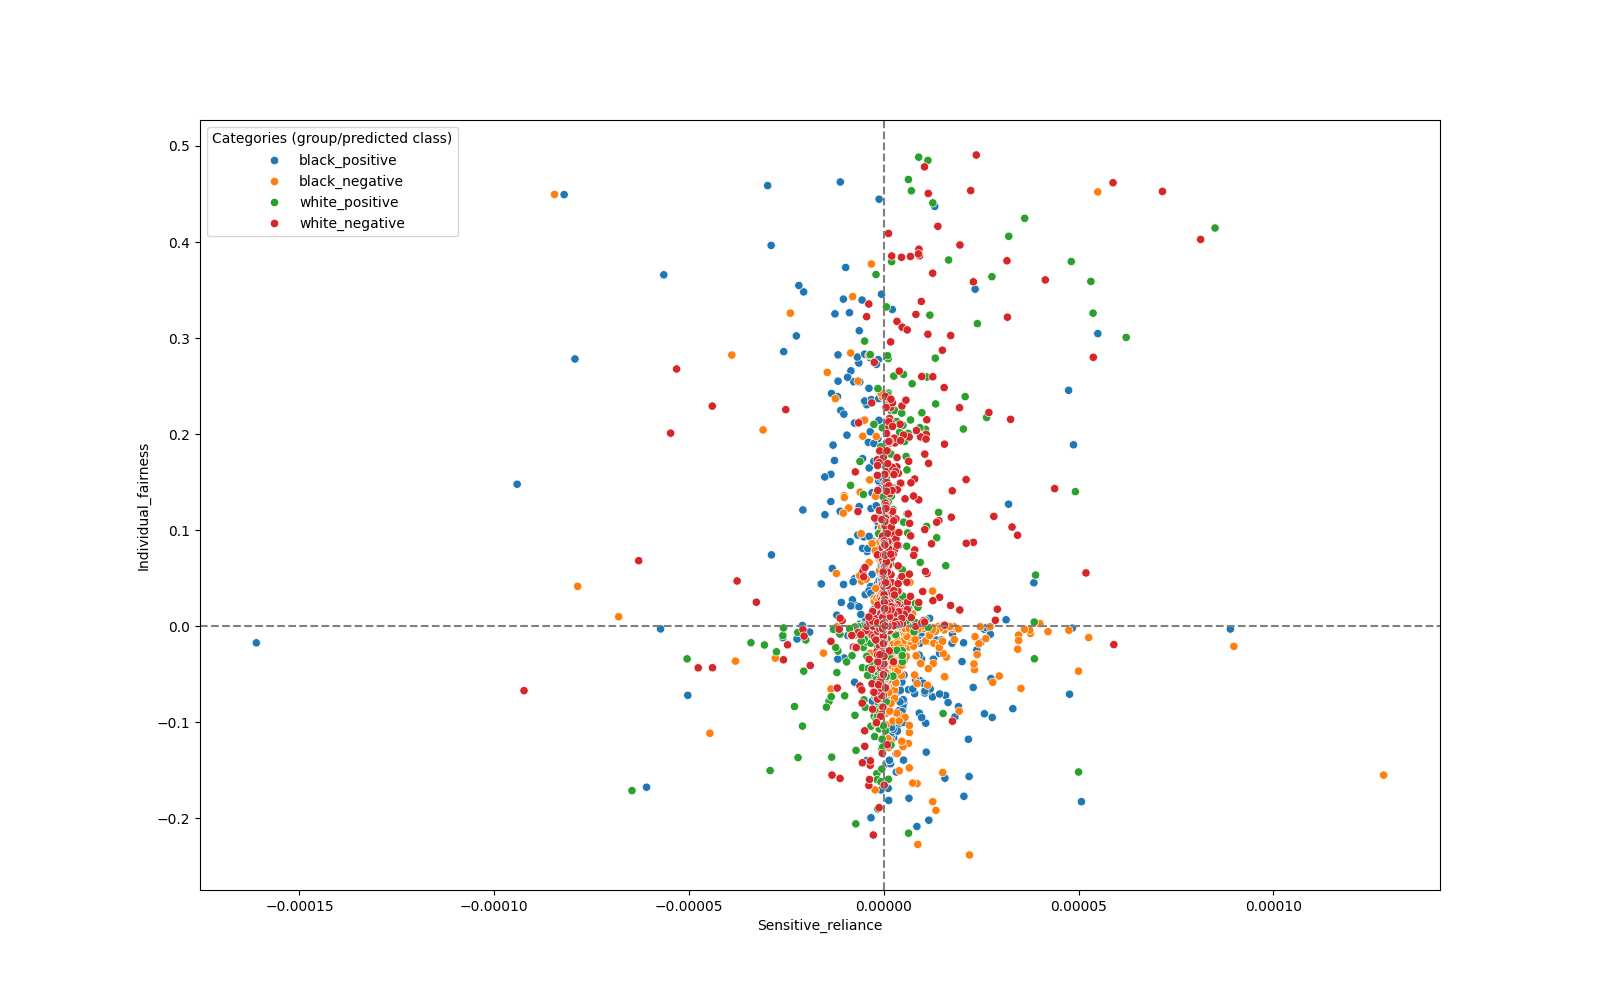 Categories (group/predicted class)
black_positive
black_negative
white_positive
white_negative
0.5
0.4
0.3
0.2
0.1
0.0
−0.1
−0.2
Individual_fairness
−0.00015
−0.00010
−0.00005
0.00000
0.00005
0.00010
Sensitive_reliance